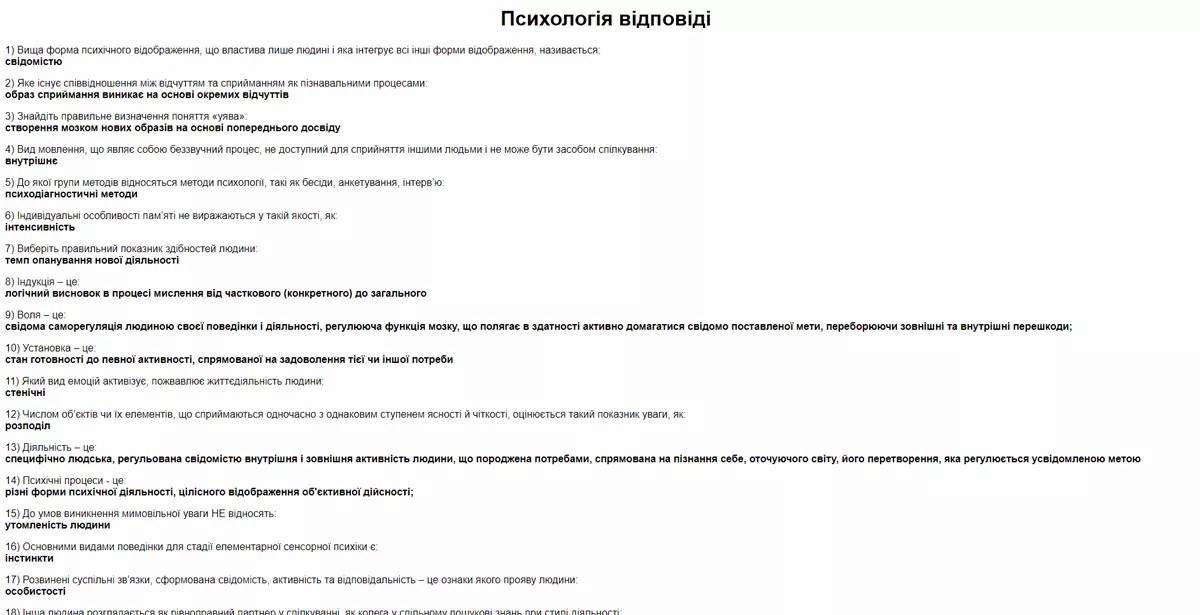 Психологія відповіді
1) Вища форма психічного відображення, що властива лише людині і яка інтегрує всі інші форми відображення, називається:
свідомістю
2) Яке існує співвідношення між відчуттям та сприйманням як пізнавальними процесами:
образ сприймання виникає на основі окремих відчуттів
3) Знайдіть правильне визначення поняття «уява»:
створення мозком нових образів на основі попереднього досвіду
4) Вид мовлення, що являє собою беззвучний процес, не доступний для сприйняття іншими людьми і не може бути засобом спілкування:
внутрішнє
5) До якої групи методів відносяться методи психології, такі як бесіди, анкетування, інтерв'ю:
психодіагностичні методи
6) Індивідуальні особливості пам'яті не виражаються у такій якості, як:
інтенсивність
7) Виберіть правильний показник здібностей людини:
темп опанування нової діяльності
8) Індукція – це:
логічний висновок в процесі мислення від часткового (конкретного) до загального
9) Воля – це:
свідома саморегуляція людиною своєї поведінки і діяльності, регулююча функція мозку, що полягає в здатності активно домагатися свідомо поставленої мети, переборюючи зовнішні та внутрішні перешкоди;
10) Установка – це:
стан готовності до певної активності, спрямованої на задоволення тієї чи іншої потреби
11) Який вид емоцій активізує, пожвавлює життєдіяльність людини:
стенічні
12) Числом об'єктів чи їх елементів, що сприймаються одночасно з однаковим ступенем ясності й чіткості, оцінюється такий показник уваги, як:
розподіл
13) Діяльність – це:
специфічно людська, регульована свідомістю внутрішня і зовнішня активність людини, що породжена потребами, спрямована на пізнання себе, оточуючого світу, його перетворення, яка регулюється усвідомленою метою
14) Психічні процеси - це:
різні форми психічної діяльності, цілісного відображення об'єктивної дійсності;
15) До умов виникнення мимовільної уваги НЕ відносять:
утомленість людини
16) Основними видами поведінки для стадії елементарної сенсорної психіки є:
інстинкти
17) Розвинені суспільні зв'язки, сформована свідомість, активність та відповідальність – це ознаки якого прояву людини:
особистості
18) Інша людина розглядається як рівноправний партнер у спілкуванні, як колега у спільному пошукові знань при стилі діяльності: